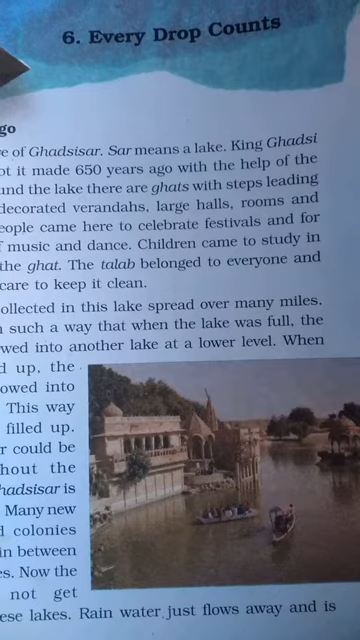 6. Every Drop Counts
go
e of Ghadsisar. Sar means a lake. King Ghadsi
ot it made 650 years ago with the help of the
und the lake there are ghats with steps leading
decorated verandahs, large halls, rooms and
eople came here to celebrate festivals and for
f music and dance. Children came to study in
the ghat. The talab belonged to everyone and
care to keep it clean.
ollected in this lake spread over many miles.
n such a way that when the lake was full, the
wed into another lake at a lower level. When
d up, the
owed into
This way
filled up.
r could be
hout the
hadsisar is
Many new
d colonies
in between
es. Now the
not get
ese lakes. Rain water just flows away and is